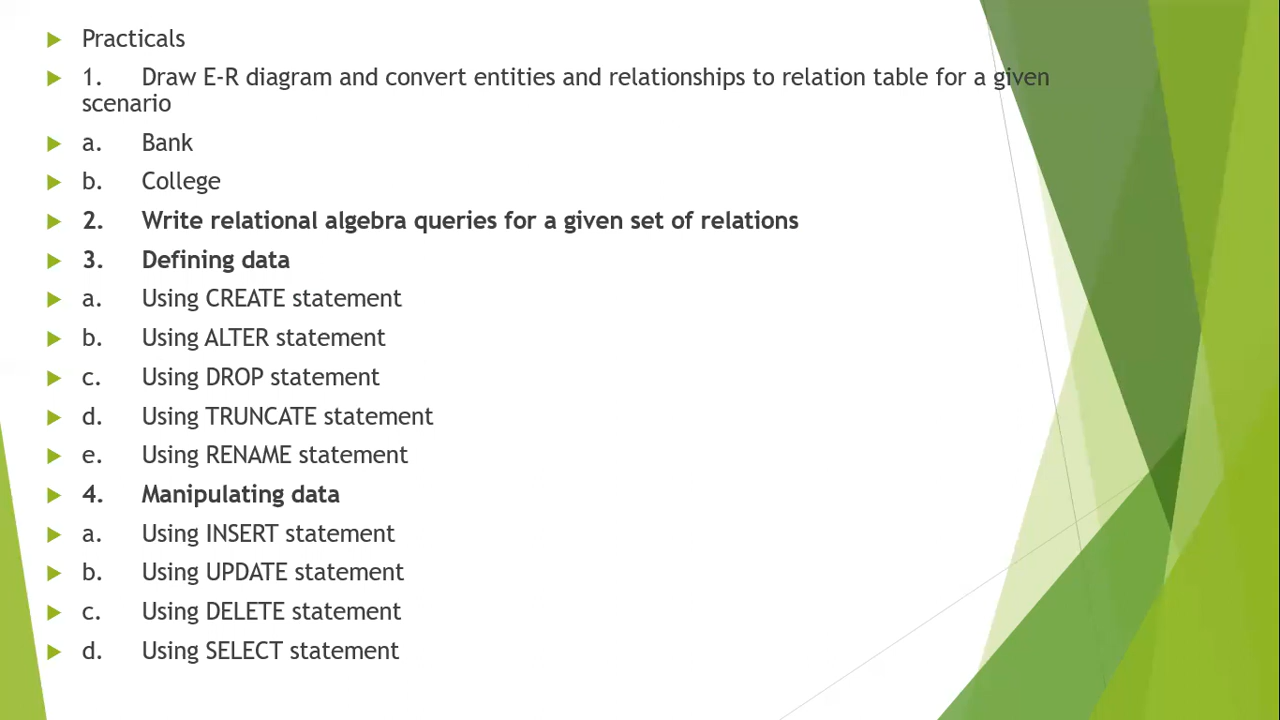 Practicals
1. Draw E-R diagram and convert entities and relationships to relation table for a given
scenario
a. Bank
b. College
2. Write relational algebra queries for a given set of relations
3. Defining data
a. Using CREATE statement
b. Using ALTER statement
c. Using DROP statement
d. Using TRUNCATE statement
e. Using RENAME statement
4. Manipulating data
a. Using INSERT statement
b. Using UPDATE statement
c. Using DELETE statement
d. Using SELECT statement